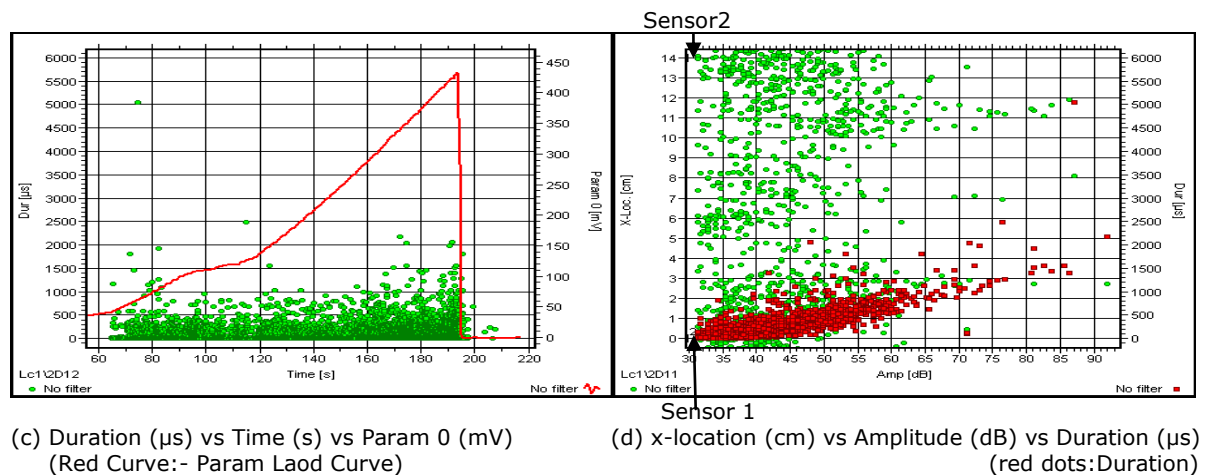 Sensor2
6000
5500
5000
4500
4000
3500
3000
2500
2000
1500
1000
500
0
Dur [µs]
450
400
350
300
250
200
150
100
50
0
Param 0 [mV]
60 80 100 120 140 160 180 200 220
Time [s]
Lc1\2D12
No filter
No filter
14
13
12
11
10
9
8
7
6
5
4
3
2
1
0
X-Loc. [cm]
6000
5500
5000
4500
4000
3500
3000
2500
2000
1500
1000
500
0
Dur [µs]
30 35 40 45 50 55 60 65 70 75 80 85 90
Amp [dB]
Lc1\2D11
No filter
No filter
Sensor 1
(c) Duration (µs) vs Time (s) vs Param 0 (mV)
(Red Curve:- Param Laod Curve)
(d) x-location (cm) vs Amplitude (dB) vs Duration (µs)
(red dots:Duration)